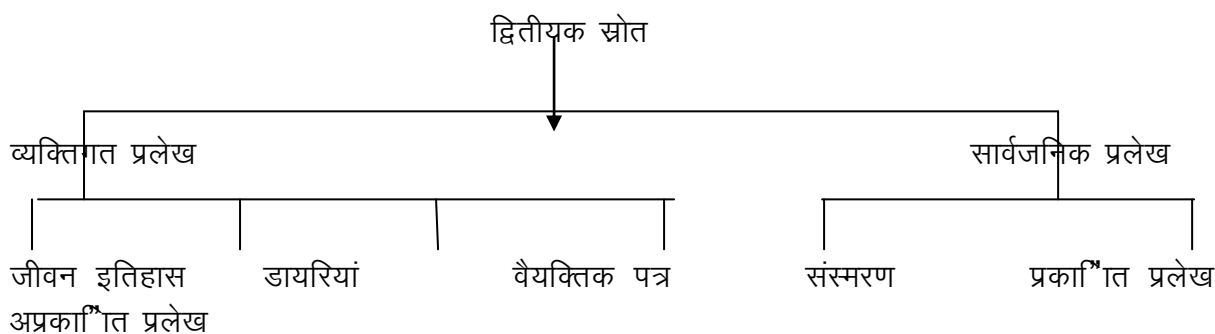 द्वितीयक स्रोत
व्यक्तिगत प्रलेख सार्वजनिक प्रलेख
जीवन इतिहास डायरियां वैयक्तिक पत्र संस्मरण प्रकाि”ात प्रलेख
अप्रकाि”ात प्रलेख